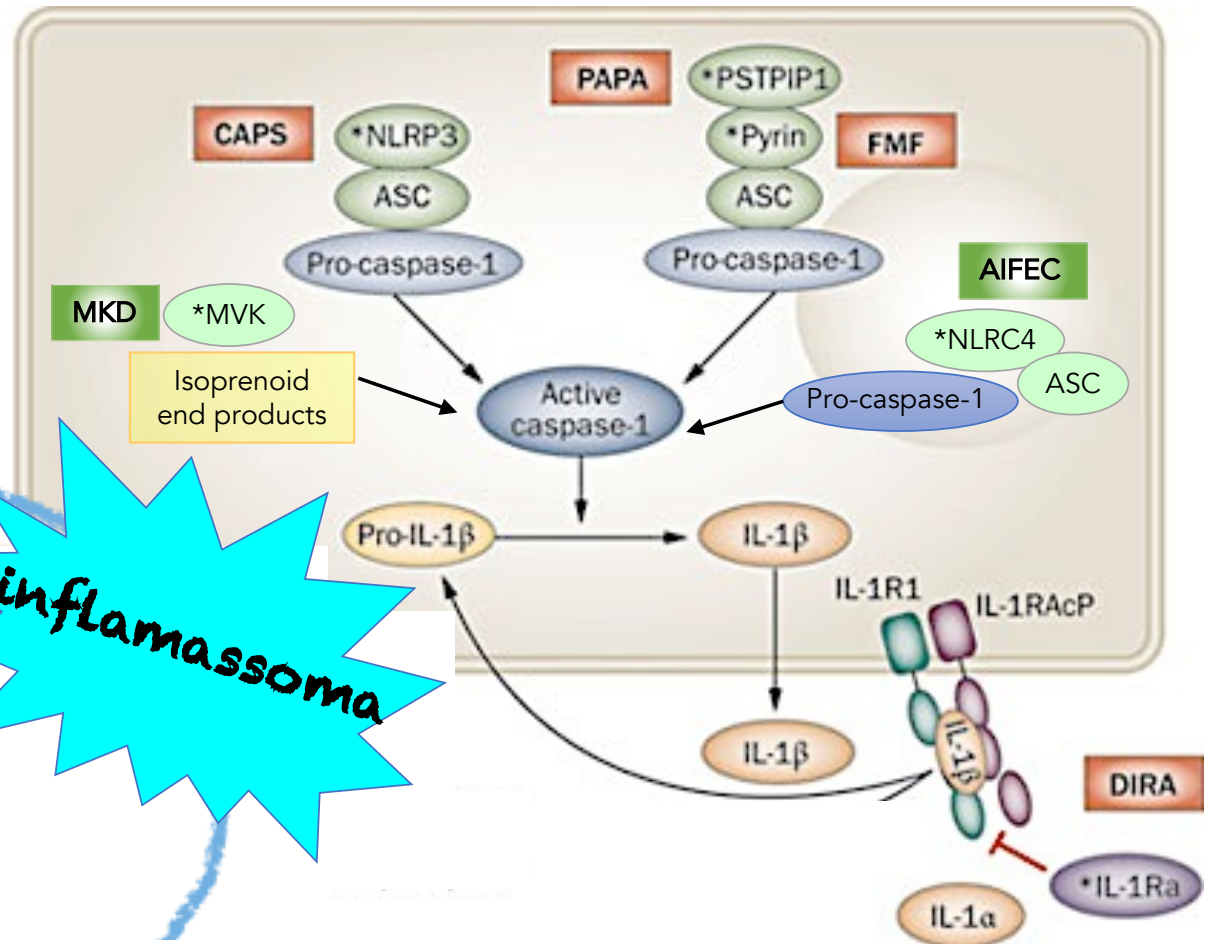 PAPA
*PSTPIP1
CAPS
*NLRP3
*Pyrin
FMF
ASC
ASC
Pro-caspase-1
Pro-caspase-1
AIFEC
MKD
*MVK
*NLRC4
Isoprenoid
end products
Active
caspase-1
Pro-caspase-1
ASC
Pro-IL-1β
IL-1β
inflamassoma
IL-1R1
IL-1RAcP
IL-1β
IL-1β
DIRA
*IL-1Ra
IL-1α